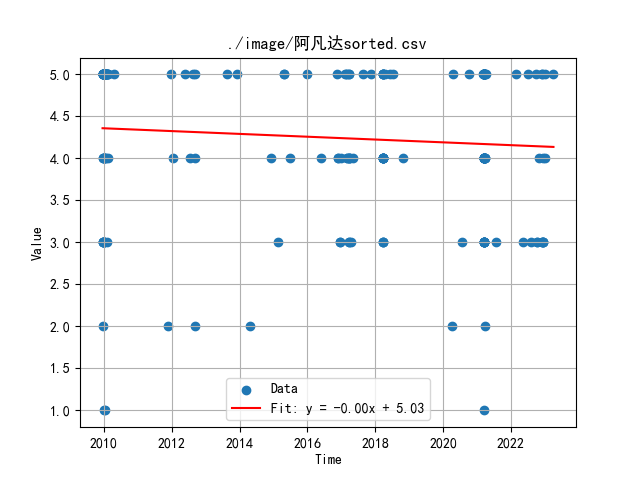 ./image/阿凡达sorted.csv
5.0
4.5
4.0
3.5
3.0
2.5
2.0
1.5
1.0
Value
Data
Fit: y = -0.00x + 5.03
2010 2012 2014 2016 2018 2020 2022
Time